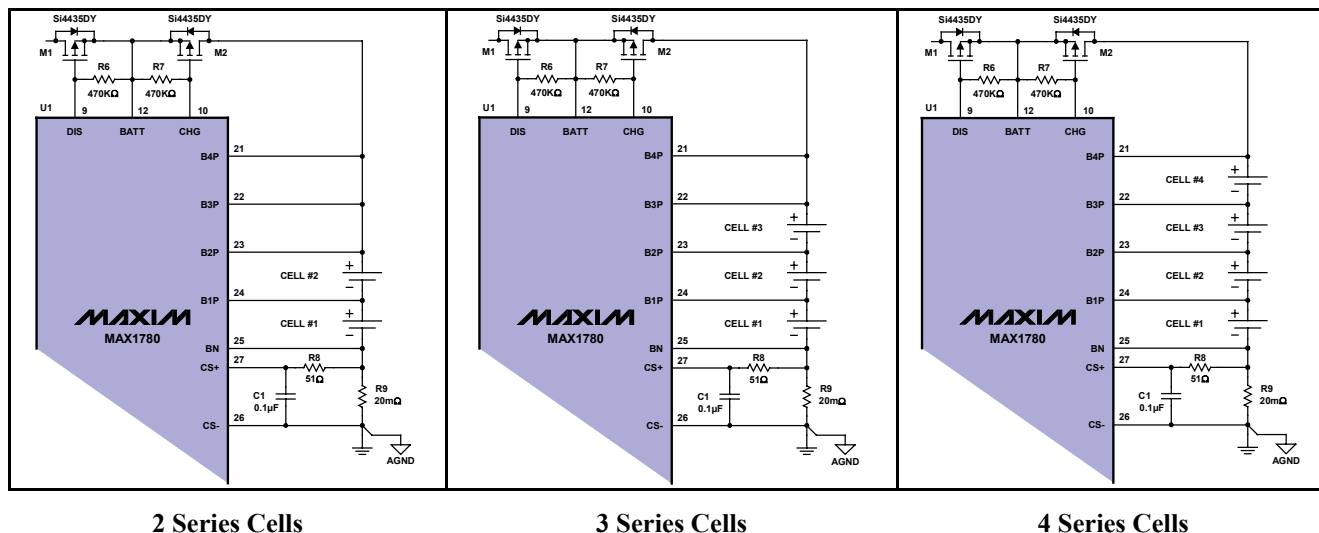 Si4435DY Si4435DY
M1 M2
R6 R7
470KΩ 470KΩ
U1 9 12 10
DIS BATT CHG
B4P 21
B3P 22
B2P 23
+
CELL #2
−
B1P 24
+
CELL #1
−
MAXIM
MAX1780
BN 25
CS+ 27 R8
51Ω
C1
0.1µF
R9
20mΩ
CS- 26
AGND
2 Series Cells
Si4435DY Si4435DY
M1 M2
R6 R7
470KΩ 470KΩ
U1 9 12 10
DIS BATT CHG
B4P 21
B3P 22
+
CELL #3
−
B2P 23
+
CELL #2
−
B1P 24
+
CELL #1
−
MAXIM
MAX1780
BN 25
CS+ 27 R8
51Ω
C1
0.1µF
R9
20mΩ
CS- 26
AGND
3 Series Cells
Si4435DY Si4435DY
M1 M2
R6 R7
470KΩ 470KΩ
U1 9 12 10
DIS BATT CHG
B4P 21
+
CELL #4
−
B3P 22
+
CELL #3
−
B2P 23
+
CELL #2
−
B1P 24
+
CELL #1
−
MAXIM
MAX1780
BN 25
CS+ 27 R8
51Ω
C1
0.1µF
R9
20mΩ
CS- 26
AGND
4 Series Cells